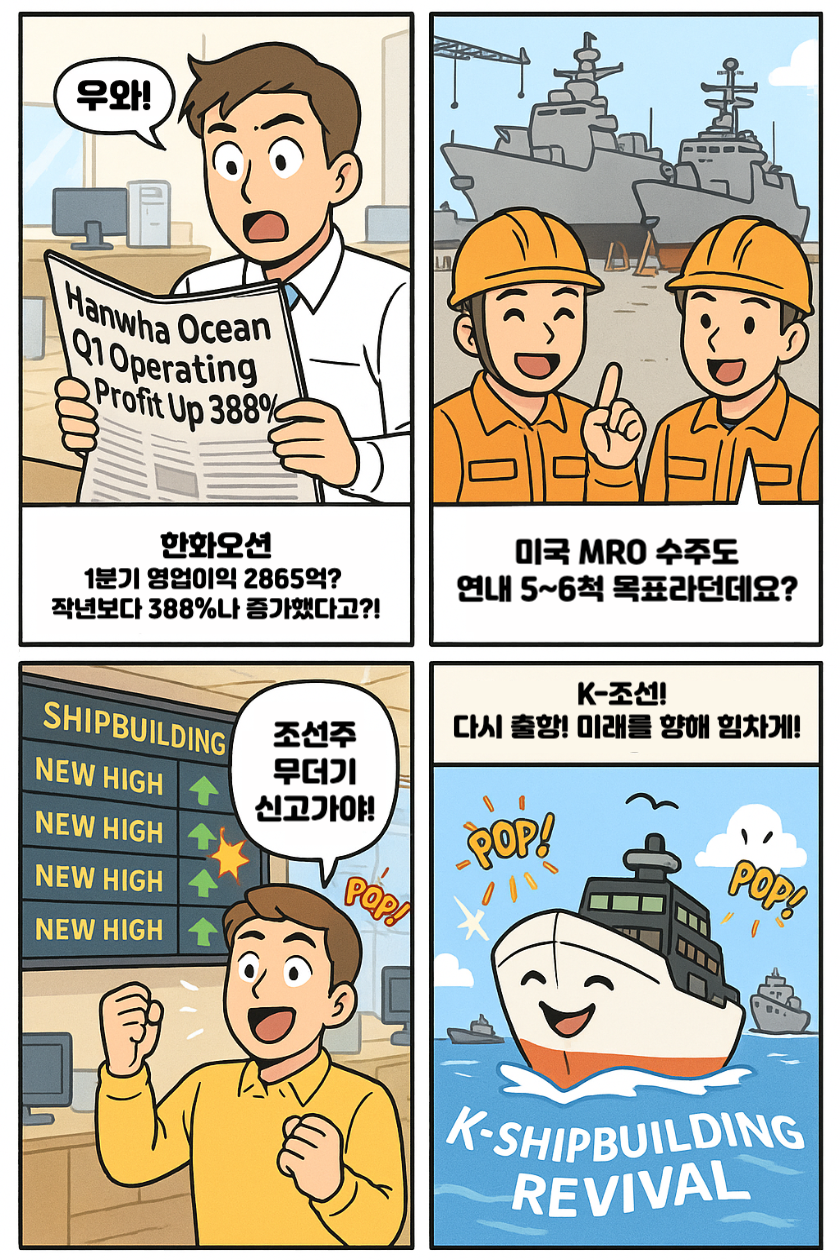 우와!
Hanwha Ocean
Q1 Operating
Profit Up 388%
한화오션
1분기 영업이익 2865억?
작년보다 388%나 증가했다고?!
미국 MRO 수주도
연내 5~6척 목표라던데요?
SHIPBUILDING
NEW HIGH
NEW HIGH
NEW HIGH
NEW HIGH
조선주
무더기
신고가야!
POP!
K-조선!
다시 출항! 미래를 향해 힘차게!
POP!
POP!
K-SHIPBUILDING
REVIVAL